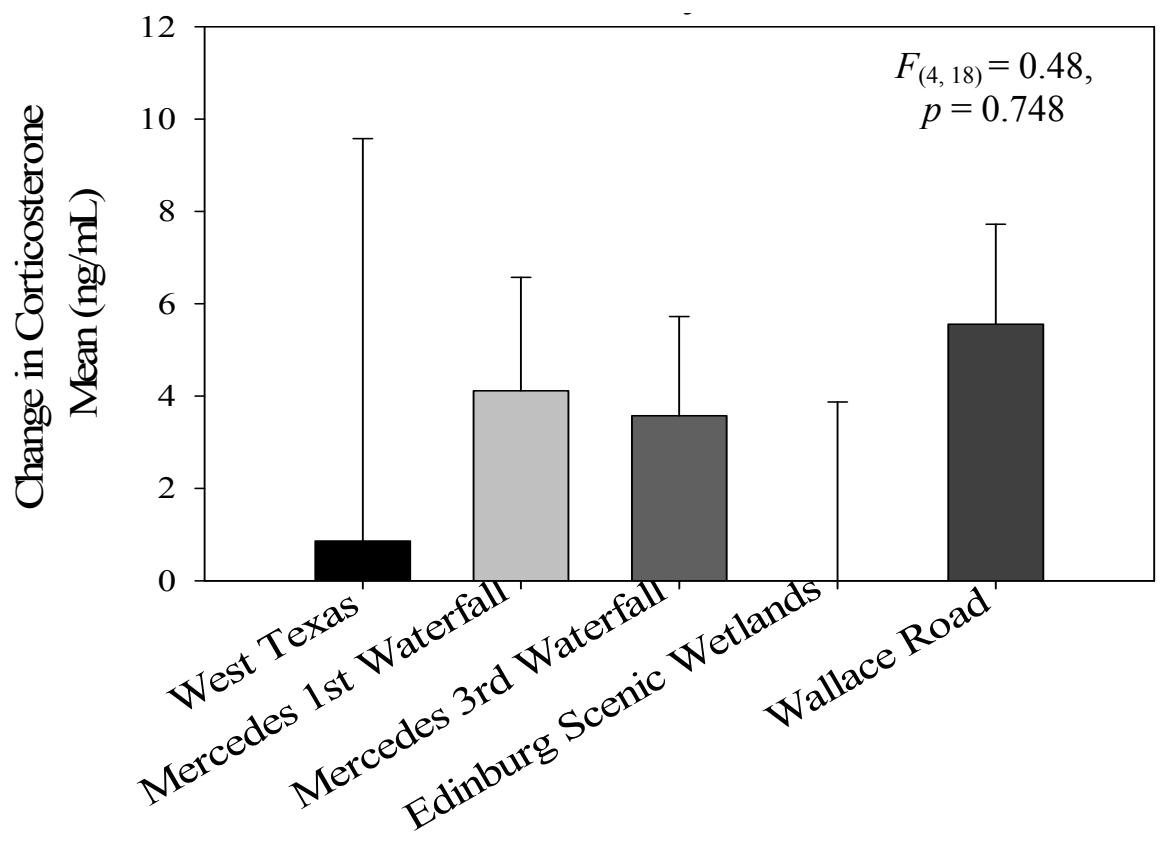 12
10
8
6
4
2
0
Change in Corticosterone
Mean (ng/mL)
F(4, 18) = 0.48,
p = 0.748
West Texas
Mercedes 1st Waterfall
Mercedes 3rd Waterfall
Edinburg Scenic Wetlands
Wallace Road